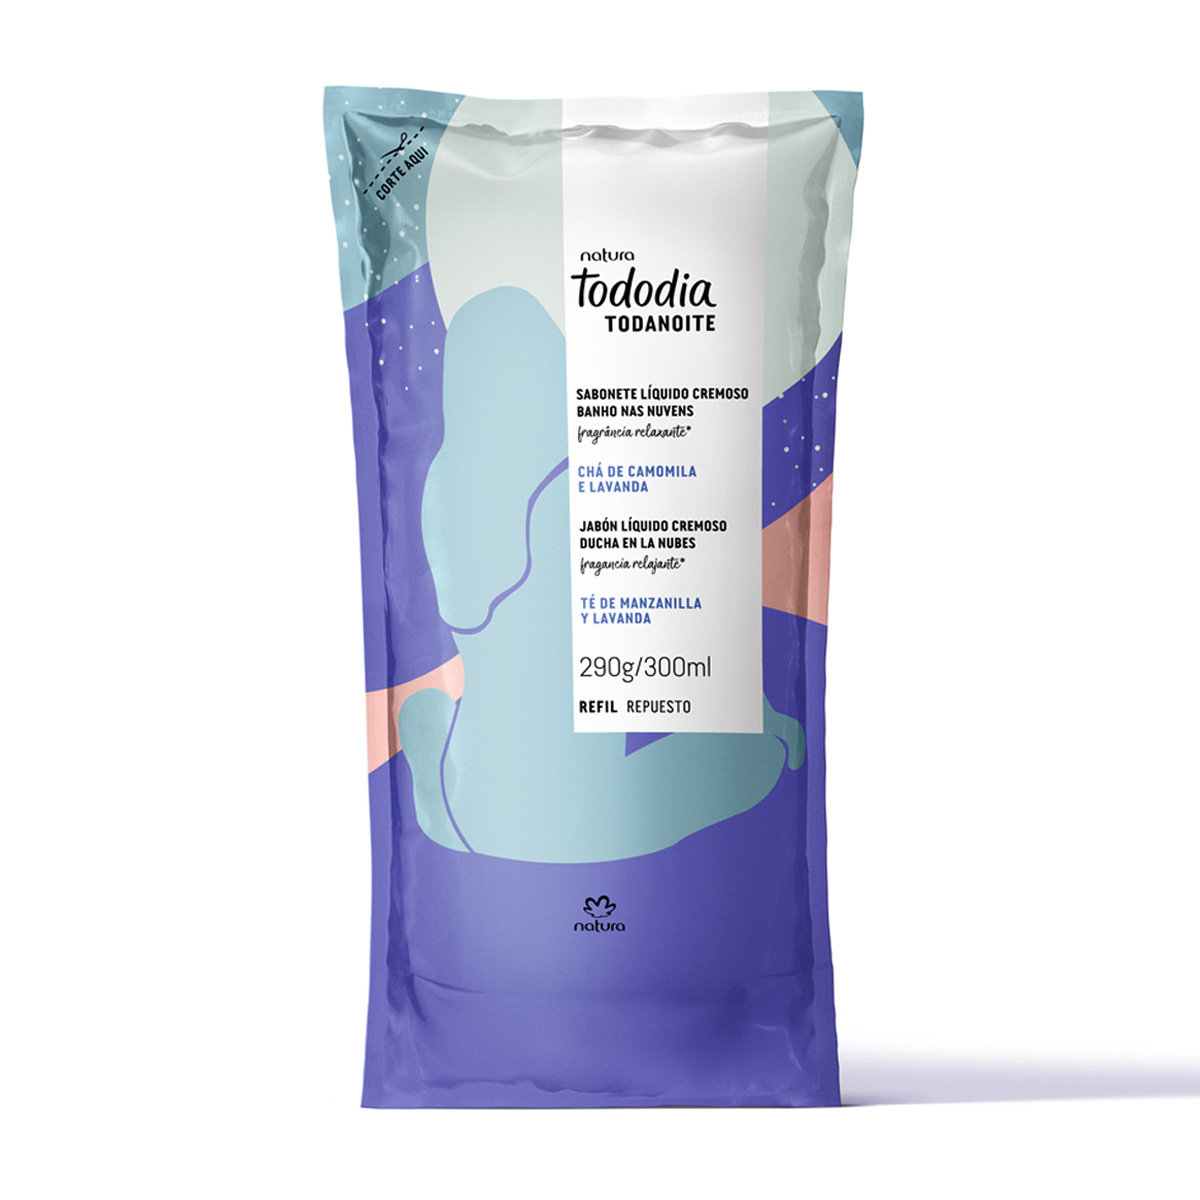 CORTE AQUI
natura
Tododia
TODANOITE
SABONETE LÍQUIDO CREMOSO
BANHO NAS NUVENS
fragrância relaxante*
CHÁ DE CAMOMILA
E LAVANDA
JABÓN LÍQUIDO CREMOSO
DUCHA EN LA NUBES
fragancia relajante*
TÉ DE MANZANILLA
Y LAVANDA
290g/300ml
REFIL REPUESTO
natura